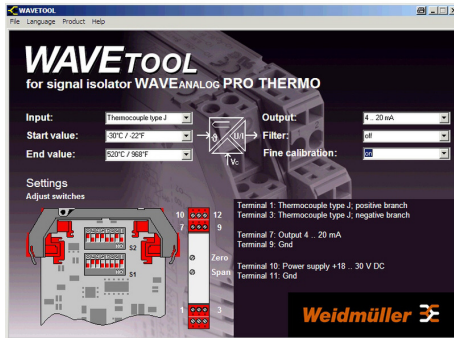 WAVETOOL
File Language Product Help
WAVETOOL
for signal isolator WAVEANALOG PRO THERMO
Input: Thermocouple type J Output: 4 .. 20 mA
Start value: -30°C / -22°F Filter: off
End value: 520°C / 968°F Fine calibration: on
U/I
Vc
Settings
Adjust switches
10 12
7 9
S2
Zero
Span
S1
1 3
Terminal 1: Thermocouple type J; positive branch
Terminal 3: Thermocouple type J; negative branch
Terminal 7: Output 4 .. 20 mA
Terminal 9: Gnd
Terminal 10: Power supply +18 ... 30 V DC
Terminal 11: Gnd
Weidmüller